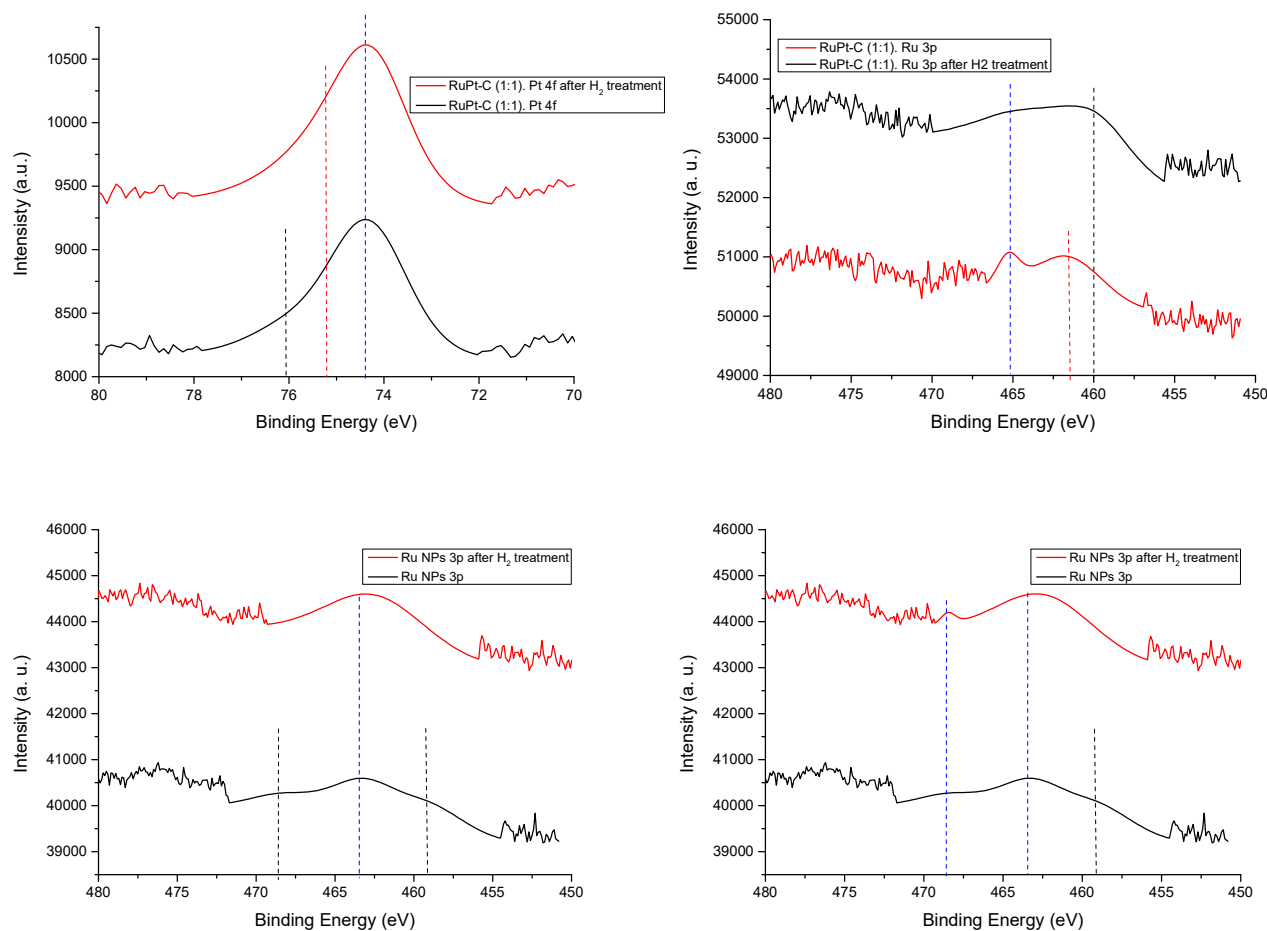 10500
10000
9500
9000
8500
8000
Intensisty (a.u.)
RuPt-C (1:1). Pt 4f after H₂ treatment
RuPt-C (1:1). Pt 4f
80 78 76 74 72 70
Binding Energy (eV)
55000
54000
53000
52000
51000
50000
49000
Intensity (a. u.)
RuPt-C (1:1). Ru 3p
RuPt-C (1:1). Ru 3p after H2 treatment
480 475 470 465 460 455 450
Binding Energy (eV)
46000
45000
44000
43000
42000
41000
40000
39000
Intensity (a. u.)
Ru NPs 3p after H₂ treatment
Ru NPs 3p
480 475 470 465 460 455 450
Binding Energy (eV)
46000
45000
44000
43000
42000
41000
40000
39000
Intensity (a. u.)
Ru NPs 3p after H₂ treatment
Ru NPs 3p
480 475 470 465 460 455 450
Binding Energy (eV)